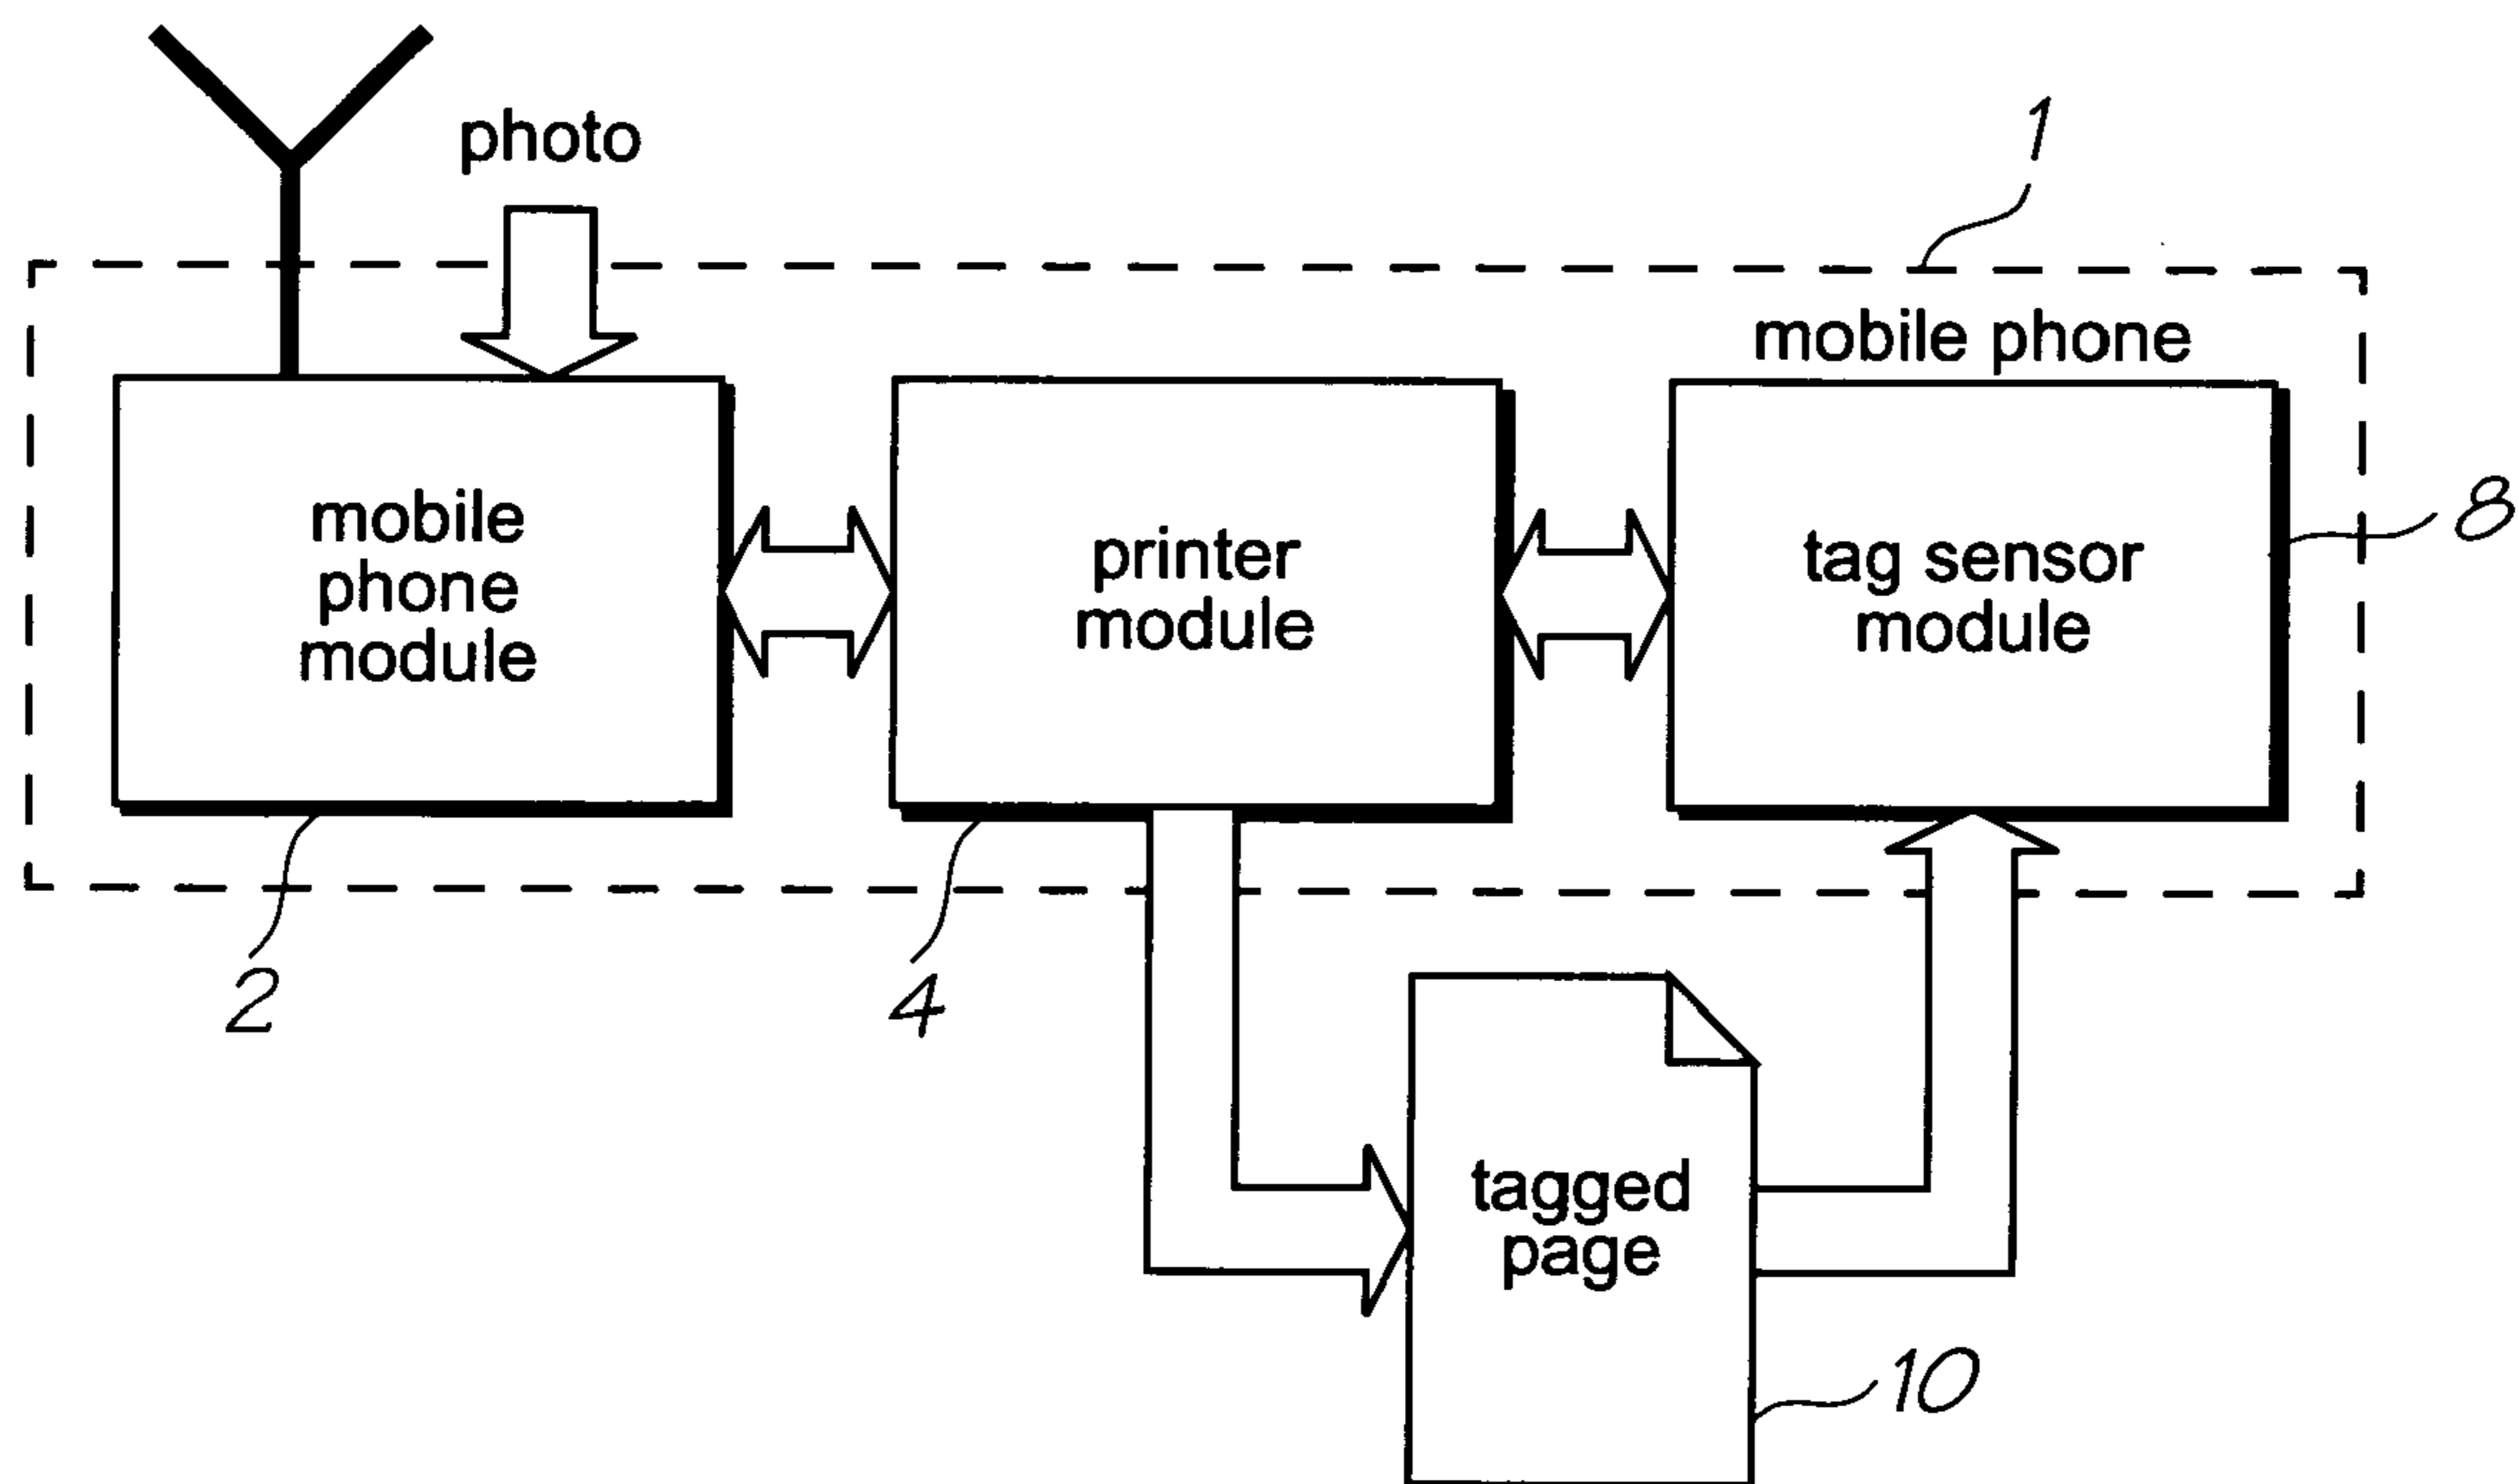 photo
1
mobile phone
mobile
phone
module
printer
module
tag sensor
module
8
2
4
tagged
page
10